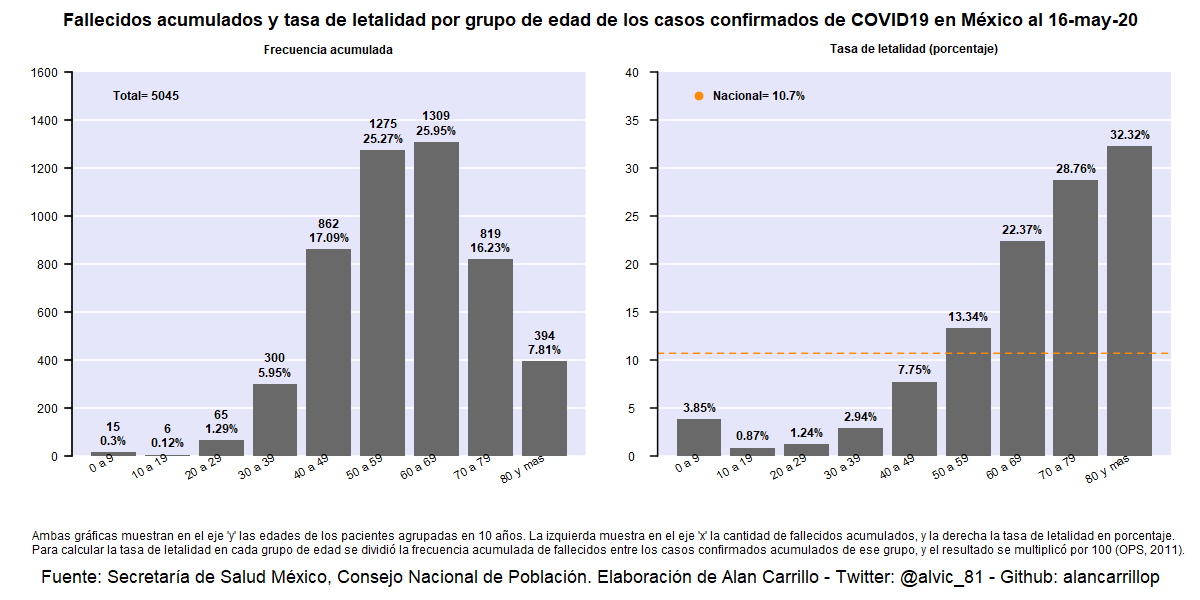 Fallecidos acumulados y tasa de letalidad por grupo de edad de los casos confirmados de COVID19 en México al 16-may-20
Frecuencia acumulada
1600
1400
1200
1000
800
600
400
200
0
Total= 5045
15
0.3%
6
0.12%
65
1.29%
300
5.95%
862
17.09%
1275
25.27%
1309
25.95%
819
16.23%
394
7.81%
0 a 9
10 a 19
20 a 29
30 a 39
40 a 49
50 a 59
60 a 69
70 a 79
80 y mas
Tasa de letalidad (porcentaje)
40
35
30
25
20
15
10
5
0
Nacional= 10.7%
3.85%
0.87%
1.24%
2.94%
7.75%
13.34%
22.37%
28.76%
32.32%
0 a 9
10 a 19
20 a 29
30 a 39
40 a 49
50 a 59
60 a 69
70 a 79
80 y mas
Ambas gráficas muestran en el eje 'y' las edades de los pacientes agrupadas en 10 años. La izquierda muestra en el eje 'x' la cantidad de fallecidos acumulados, y la derecha la tasa de letalidad en porcentaje.
Para calcular la tasa de letalidad en cada grupo de edad se dividió la frecuencia acumulada de fallecidos entre los casos confirmados acumulados de ese grupo, y el resultado se multiplicó por 100 (OPS, 2011).
Fuente: Secretaría de Salud México, Consejo Nacional de Población. Elaboración de Alan Carrillo - Twitter: @alvic_81 - Github: alancarrillop